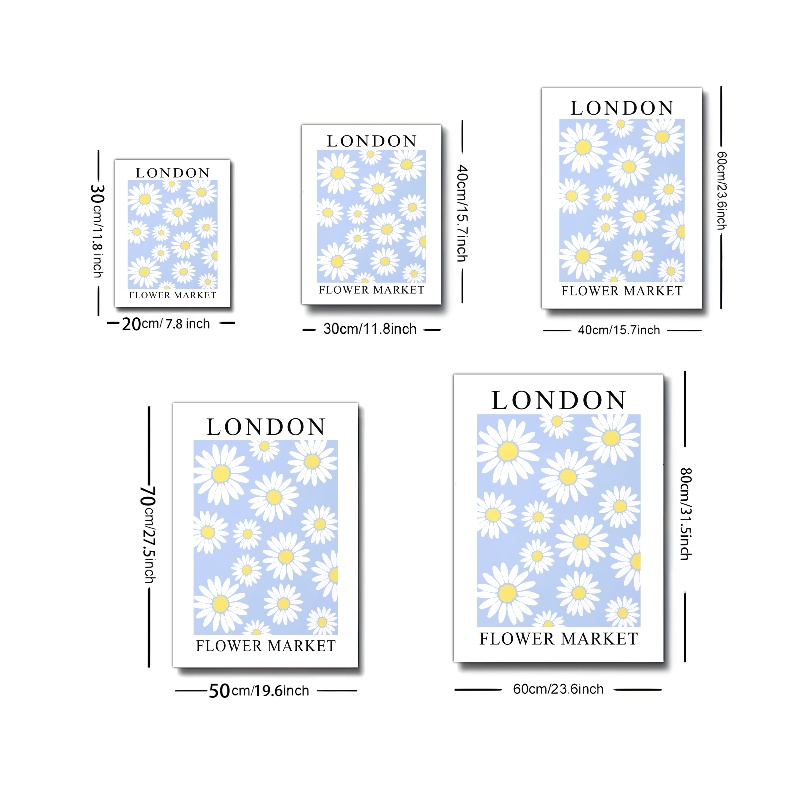 LONDON
FLOWER MARKET
30cm/11.8 inch
20cm/ 7.8 inch
LONDON
FLOWER MARKET
40cm/15.7inch
30cm/11.8inch
LONDON
FLOWER MARKET
60cm/23.6inch
40cm/15.7inch
LONDON
FLOWER MARKET
70cm/27.5inch
50cm/19.6inch
LONDON
FLOWER MARKET
80cm/31.5inch
60cm/23.6inch